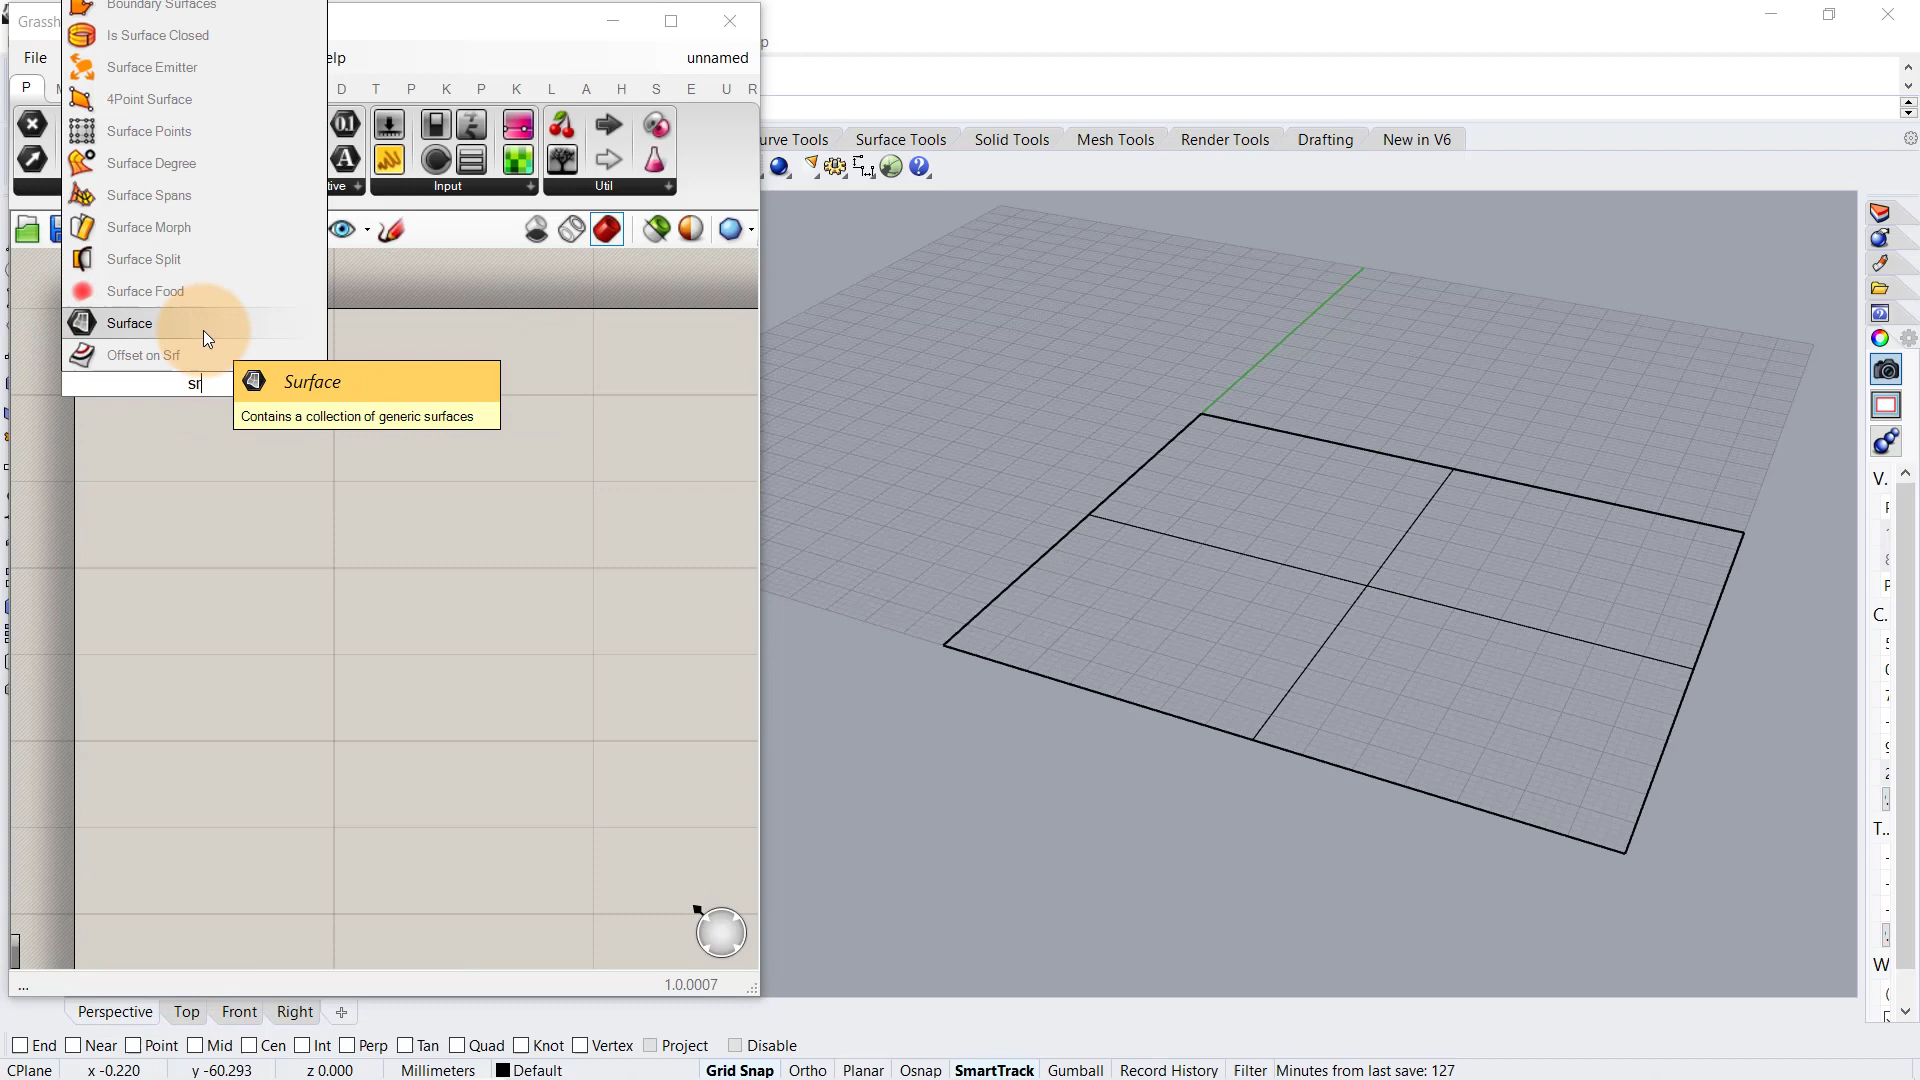 Grassh
Boundary Surfaces
Is Surface Closed
Surface Emitter
4Point Surface
Surface Points
Surface Degree
Surface Spans
Surface Morph
Surface Split
Surface Food
Surface
Offset on Srf
sr
Surface
Contains a collection of generic surfaces
File
elp
unnamed
P D T P K P K L A H S E U R
tive Input Util
urve Tools Surface Tools Solid Tools Mesh Tools Render Tools Drafting New in V6
V.
C.
T..
W
...
1.0.0007
Perspective Top Front Right
End Near Point Mid Cen Int Perp Tan Quad Knot Vertex Project Disable
CPlane x -0.220 y -60.293 z 0.000 Millimeters Default Grid Snap Ortho Planar Osnap SmartTrack Gumball Record History Filter Minutes from last save: 127